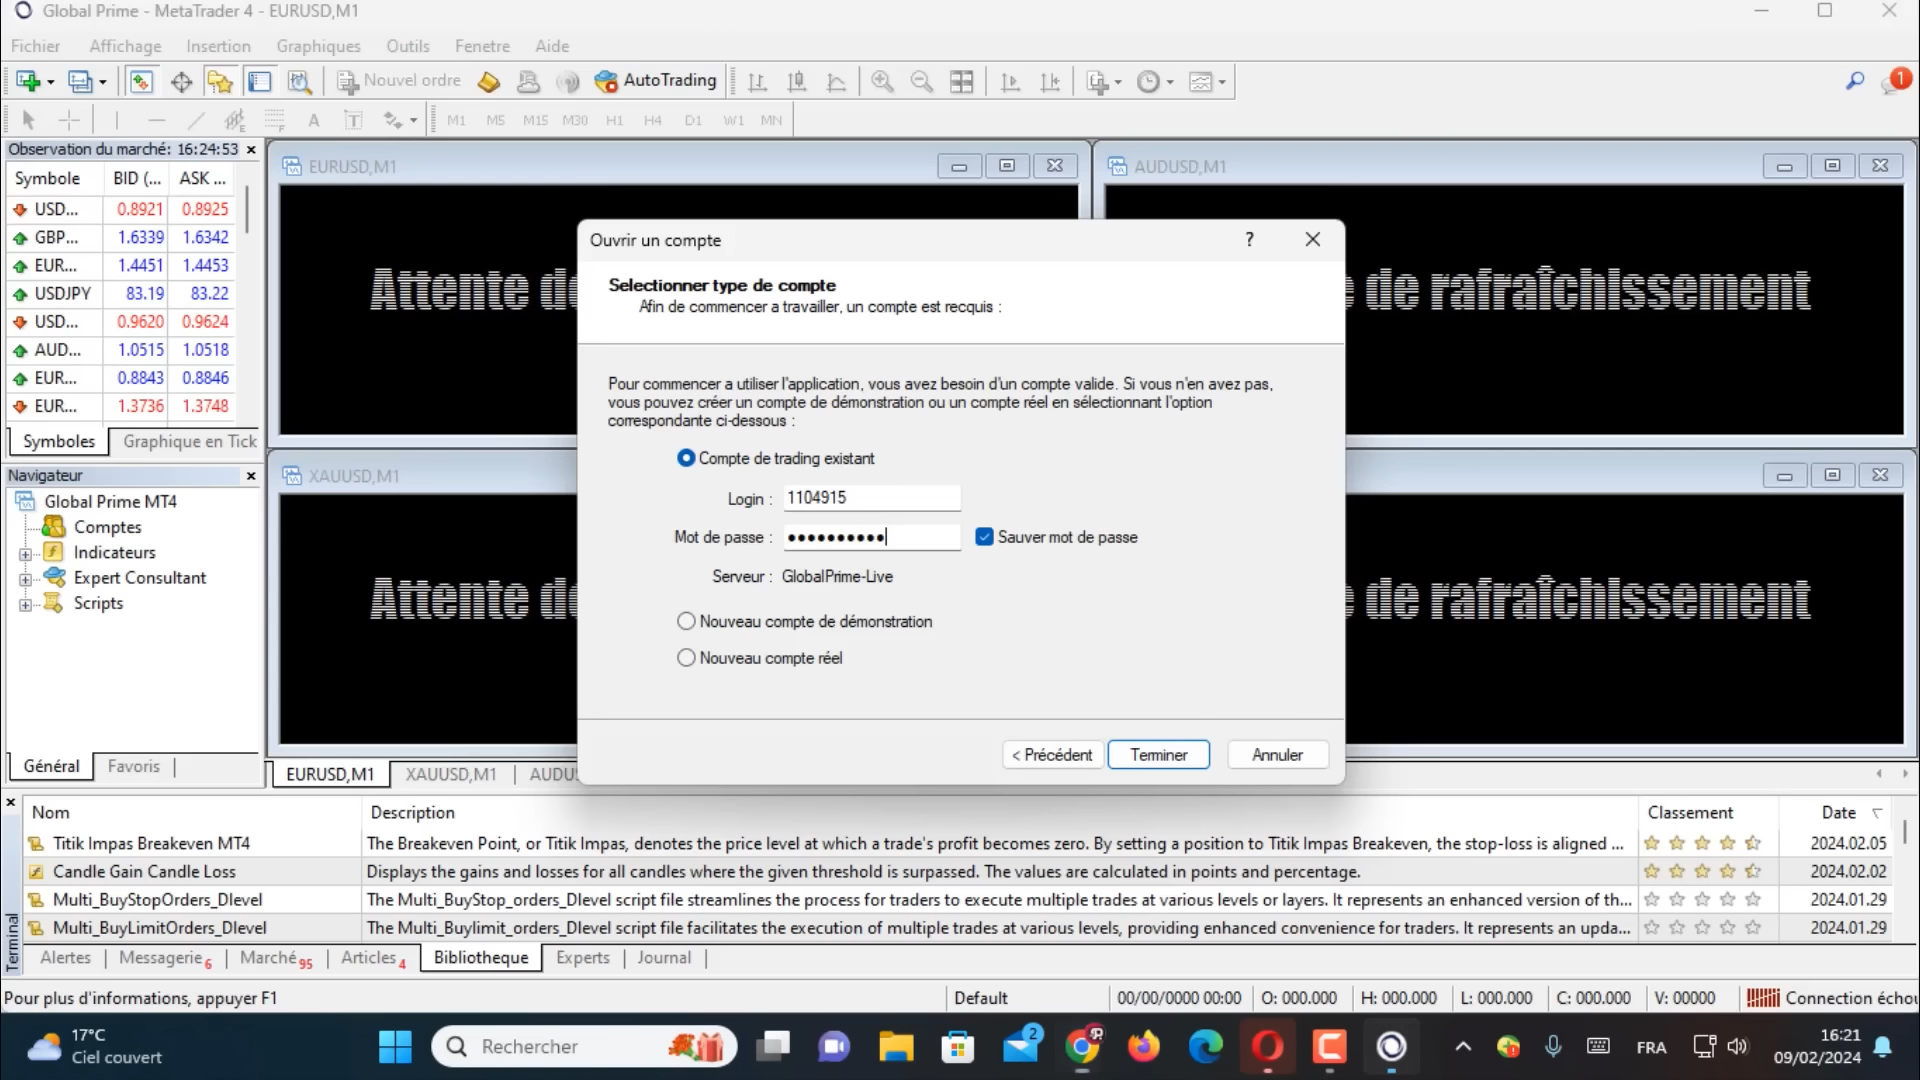 Global Prime - MetaTrader 4 - EURUSD,M1
Fichier Affichage Insertion Graphiques Outils Fenetre Aide
Nouvel ordre AutoTrading 1
A T M1 M5 M15 M30 H1 H4 D1 W1 MN
Observation du marché: 16:24:53
Symbole BID (... ASK ...
USD... 0.8921 0.8925
GBP... 1.6339 1.6342
EUR... 1.4451 1.4453
USDJPY 83.19 83.22
USD... 0.9620 0.9624
AUD... 1.0515 1.0518
EUR... 0.8843 0.8846
EUR... 1.3736 1.3748
Symboles Graphique en Tick
Navigateur
Global Prime MT4
Comptes
Indicateurs
Expert Consultant
Scripts
Général Favoris
EURUSD,M1
Attente de
AUDUSD,M1
de rafraîchissement
XAUUSD,M1
Attente de
de rafraîchissement
Ouvrir un compte ?
Selectionner type de compte
Afin de commencer a travailler, un compte est recquis :
Pour commencer a utiliser l'application, vous avez besoin d'un compte valide. Si vous n'en avez pas,
vous pouvez créer un compte de démonstration ou un compte réel en sélectionnant l'option
correspondante ci-dessous :
Compte de trading existant
Login : 1104915
Mot de passe : ●●●●●●●●●● Sauver mot de passe
Serveur : GlobalPrime-Live
Nouveau compte de démonstration
Nouveau compte réel
< Précédent Terminer Annuler
EURUSD,M1 XAUUSD,M1 AUDU
Nom Description Classement Date
Titik Impas Breakeven MT4 The Breakeven Point, or Titik Impas, denotes the price level at which a trade's profit becomes zero. By setting a position to Titik Impas Breakeven, the stop-loss is aligned ... 2024.02.05
Candle Gain Candle Loss Displays the gains and losses for all candles where the given threshold is surpassed. The values are calculated in points and percentage. 2024.02.02
Multi_BuyStopOrders_Dlevel The Multi_BuyStop_orders_Dlevel script file streamlines the process for traders to execute multiple trades at various levels or layers. It represents an enhanced version of th... 2024.01.29
Multi_BuyLimitOrders_Dlevel The Multi_Buylimit_orders_Dlevel script file facilitates the execution of multiple trades at various levels, providing enhanced convenience for traders. It represents an upda... 2024.01.29
Terminal
Alertes Messagerie 6 Marché 95 Articles 4 Bibliotheque Experts Journal
Pour plus d'informations, appuyer F1 Default 00/00/0000 00:00 O: 000.000 H: 000.000 L: 000.000 C: 000.000 V: 00000 Connection échou
17°C
Ciel couvert
Rechercher
2
FRA
16:21
09/02/2024